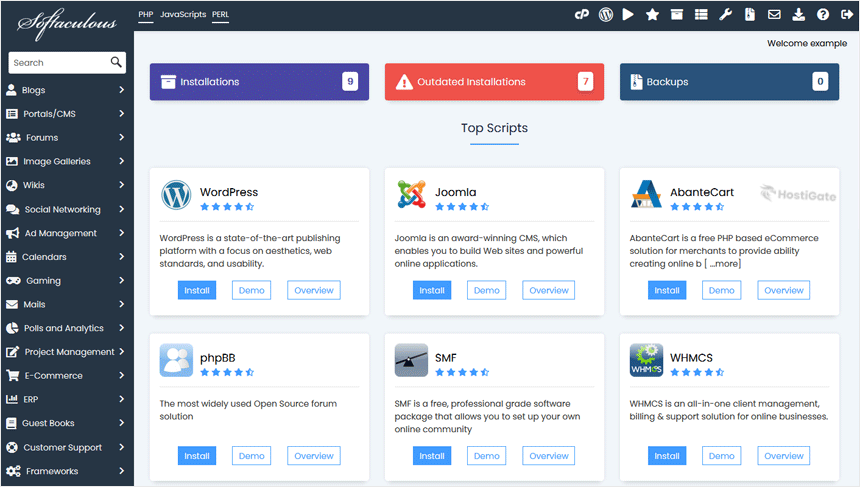 Softaculous
PHP JavaScripts PERL
Welcome example
Search
Blogs
Portals/CMS
Forums
Image Galleries
Wikis
Social Networking
Ad Management
Calendars
Gaming
Mails
Polls and Analytics
Project Management
E-Commerce
ERP
Guest Books
Customer Support
Frameworks
Installations 9
Outdated Installations 7
Backups 0
Top Scripts
WordPress
WordPress is a state-of-the-art publishing
platform with a focus on aesthetics, web
standards, and usability.
Install Demo Overview
Joomla
Joomla is an award-winning CMS, which
enables you to build Web sites and powerful
online applications.
Install Demo Overview
AbanteCart
HostiGate
AbanteCart is a free PHP based eCommerce
solution for merchants to provide ability
creating online b [ ...more]
Install Demo Overview
phpBB
The most widely used Open Source forum
solution
Install Demo Overview
SMF
SMF is a free, professional grade software
package that allows you to set up your own
online community
Install Demo Overview
WHMCS
WHMCS
WHMCS is an all-in-one client management,
billing & support solution for online businesses.
Install Demo Overview